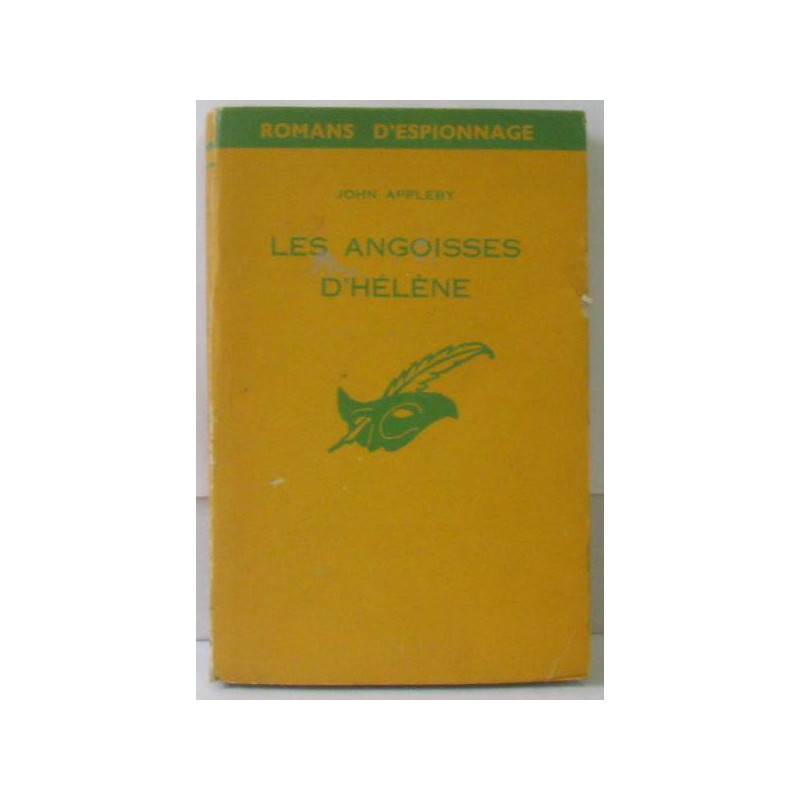 ROMANS D'ESPIONNAGE
JOHN APPLEBY
LES ANGOISSES
D'HÉLÈNE